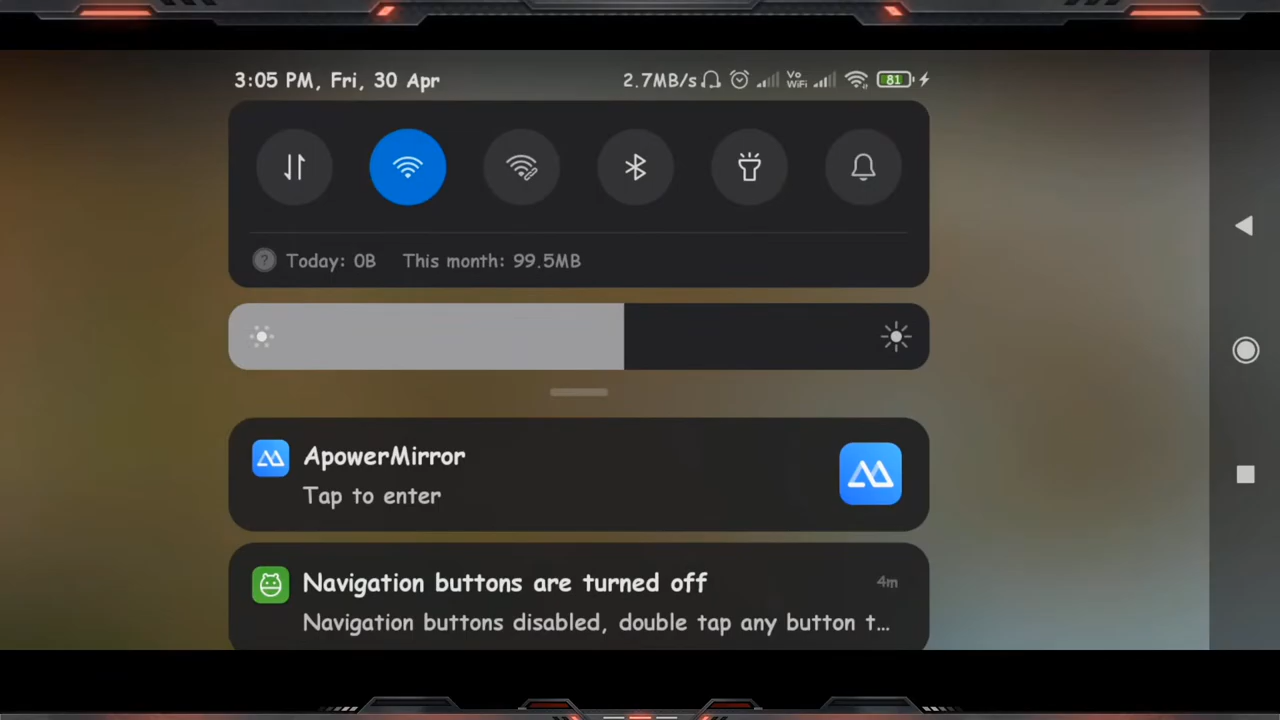 3:05 PM, Fri, 30 Apr 2.7MB/s Vo WiFi 81
Today: 0B This month: 99.5MB
ApowerMirror
Tap to enter
Navigation buttons are turned off 4m
Navigation buttons disabled, double tap any button t...